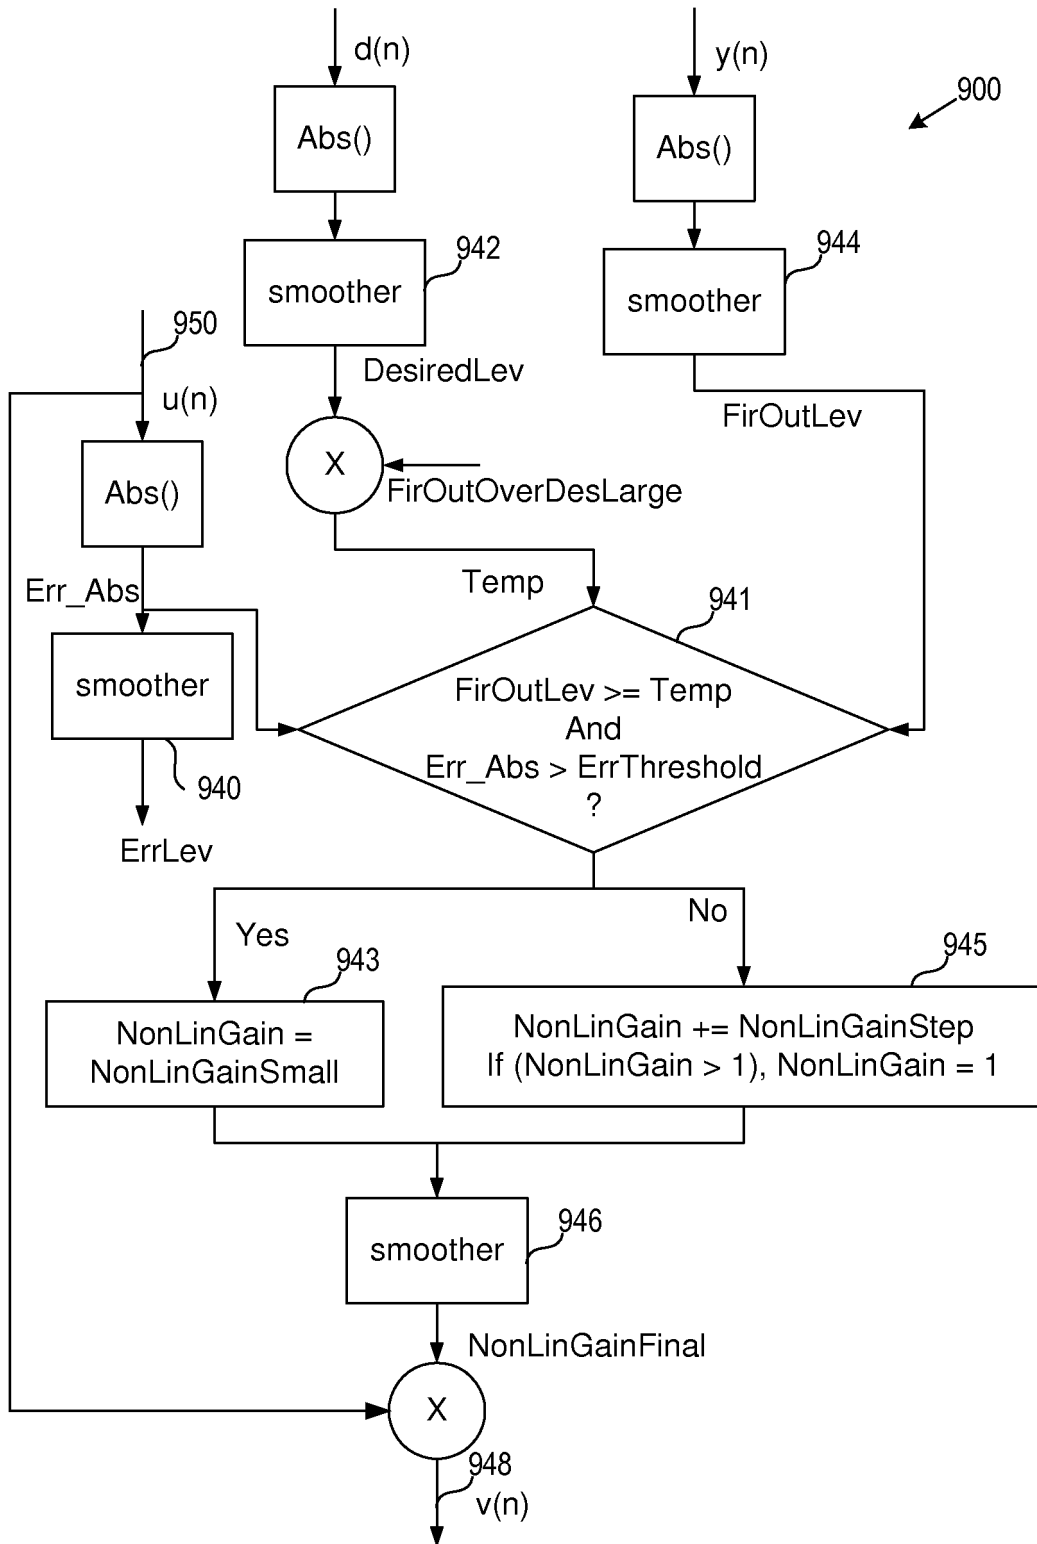 d(n)
y(n)
900
Abs()
Abs()
942
944
smoother
smoother
950
DesiredLev
u(n)
FirOutLev
X
FirOutOverDesLarge
Abs()
Err_Abs
Temp
941
smoother
FirOutLev >= Temp
And
Err_Abs > ErrThreshold
?
940
ErrLev
Yes
No
943
945
NonLinGain =
NonLinGainSmall
NonLinGain += NonLinGainStep
If (NonLinGain > 1), NonLinGain = 1
946
smoother
NonLinGainFinal
X
948
v(n)